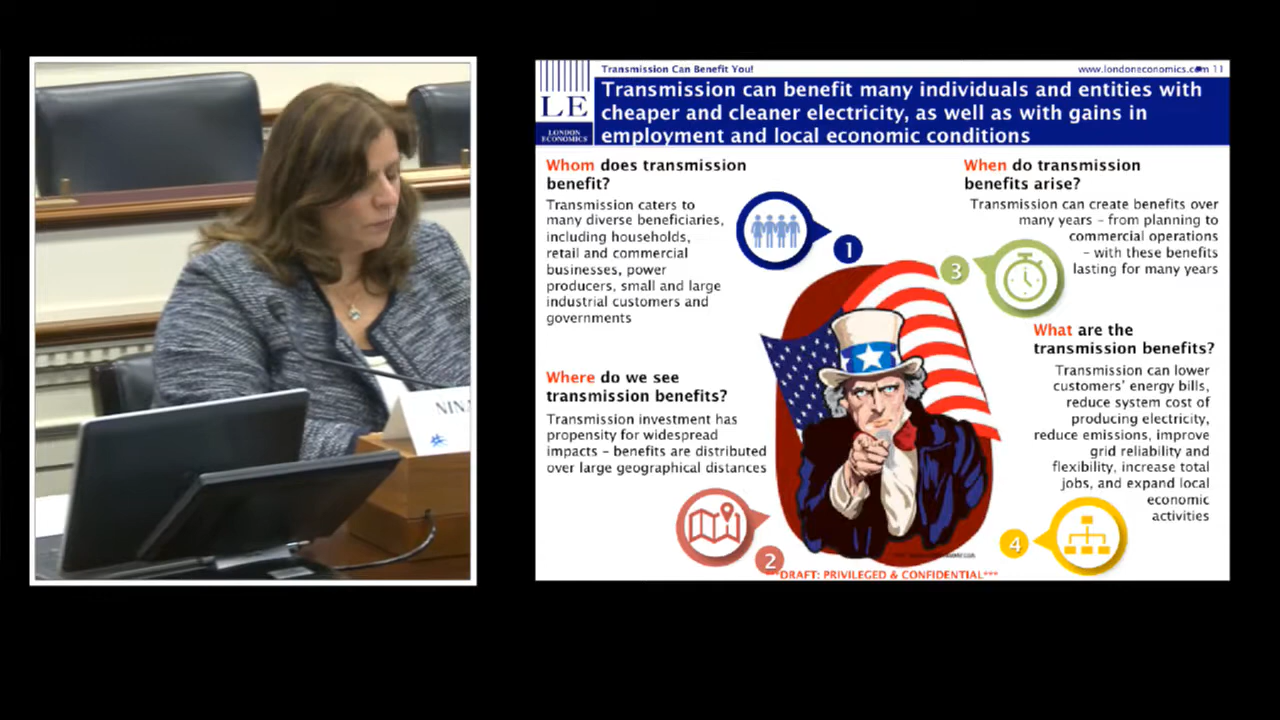 NINA
Transmission Can Benefit You!
www.londoneconomics.com 11
LE
LONDON
ECONOMICS
Transmission can benefit many individuals and entities with
cheaper and cleaner electricity, as well as with gains in
employment and local economic conditions
Whom does transmission
benefit?
Transmission caters to
many diverse beneficiaries,
including households,
retail and commercial
businesses, power
producers, small and large
industrial customers and
governments
1
Where do we see
transmission benefits?
Transmission investment has
propensity for widespread
impacts – benefits are distributed
over large geographical distances
2
When do transmission
benefits arise?
Transmission can create benefits over
many years – from planning to
commercial operations
– with these benefits
lasting for many years
3
What are the
transmission benefits?
Transmission can lower
customers’ energy bills,
reduce system cost of
producing electricity,
reduce emissions, improve
grid reliability and
flexibility, increase total
jobs, and expand local
economic
activities
4
DRAFT: PRIVILEGED & CONFIDENTIAL***